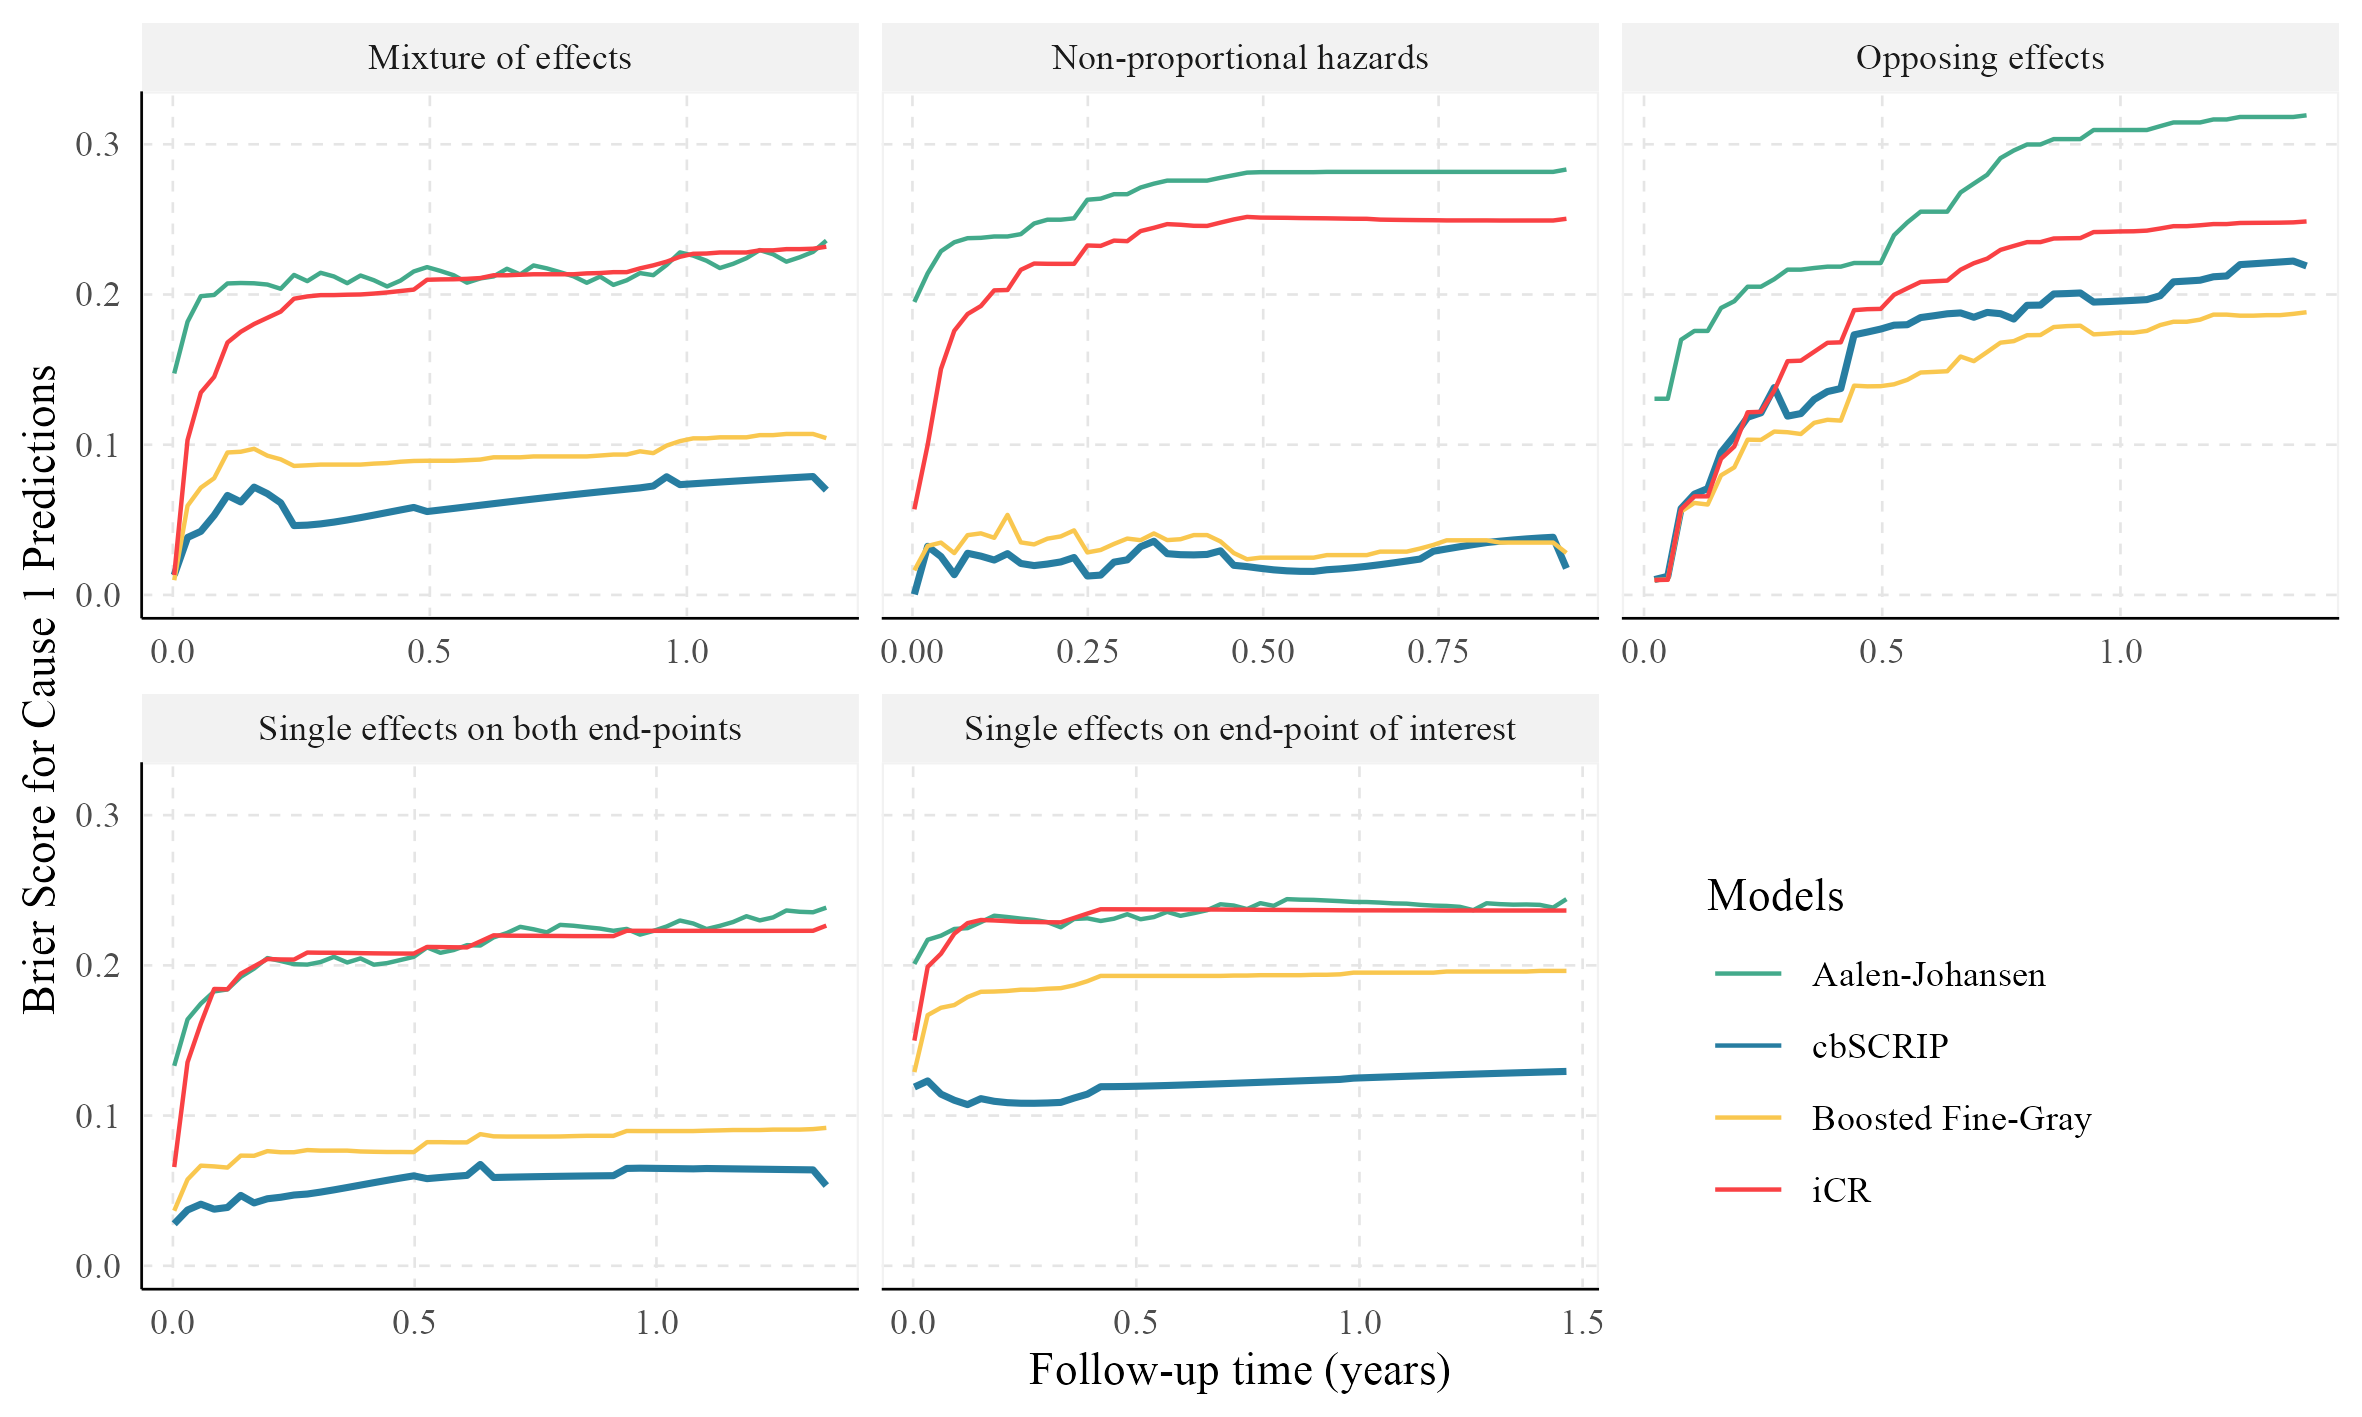 Mixture of effects
Non-proportional hazards
Opposing effects
Brier Score for Cause 1 Predictions
0.3
0.2
0.1
0.0
0.0 0.5 1.0
0.00 0.25 0.50 0.75
0.0 0.5 1.0
Single effects on both end-points
Single effects on end-point of interest
0.3
0.2
0.1
0.0
0.0 0.5 1.0
0.0 0.5 1.0 1.5
Follow-up time (years)
Models
Aalen-Johansen
cbSCRIP
Boosted Fine-Gray
iCR